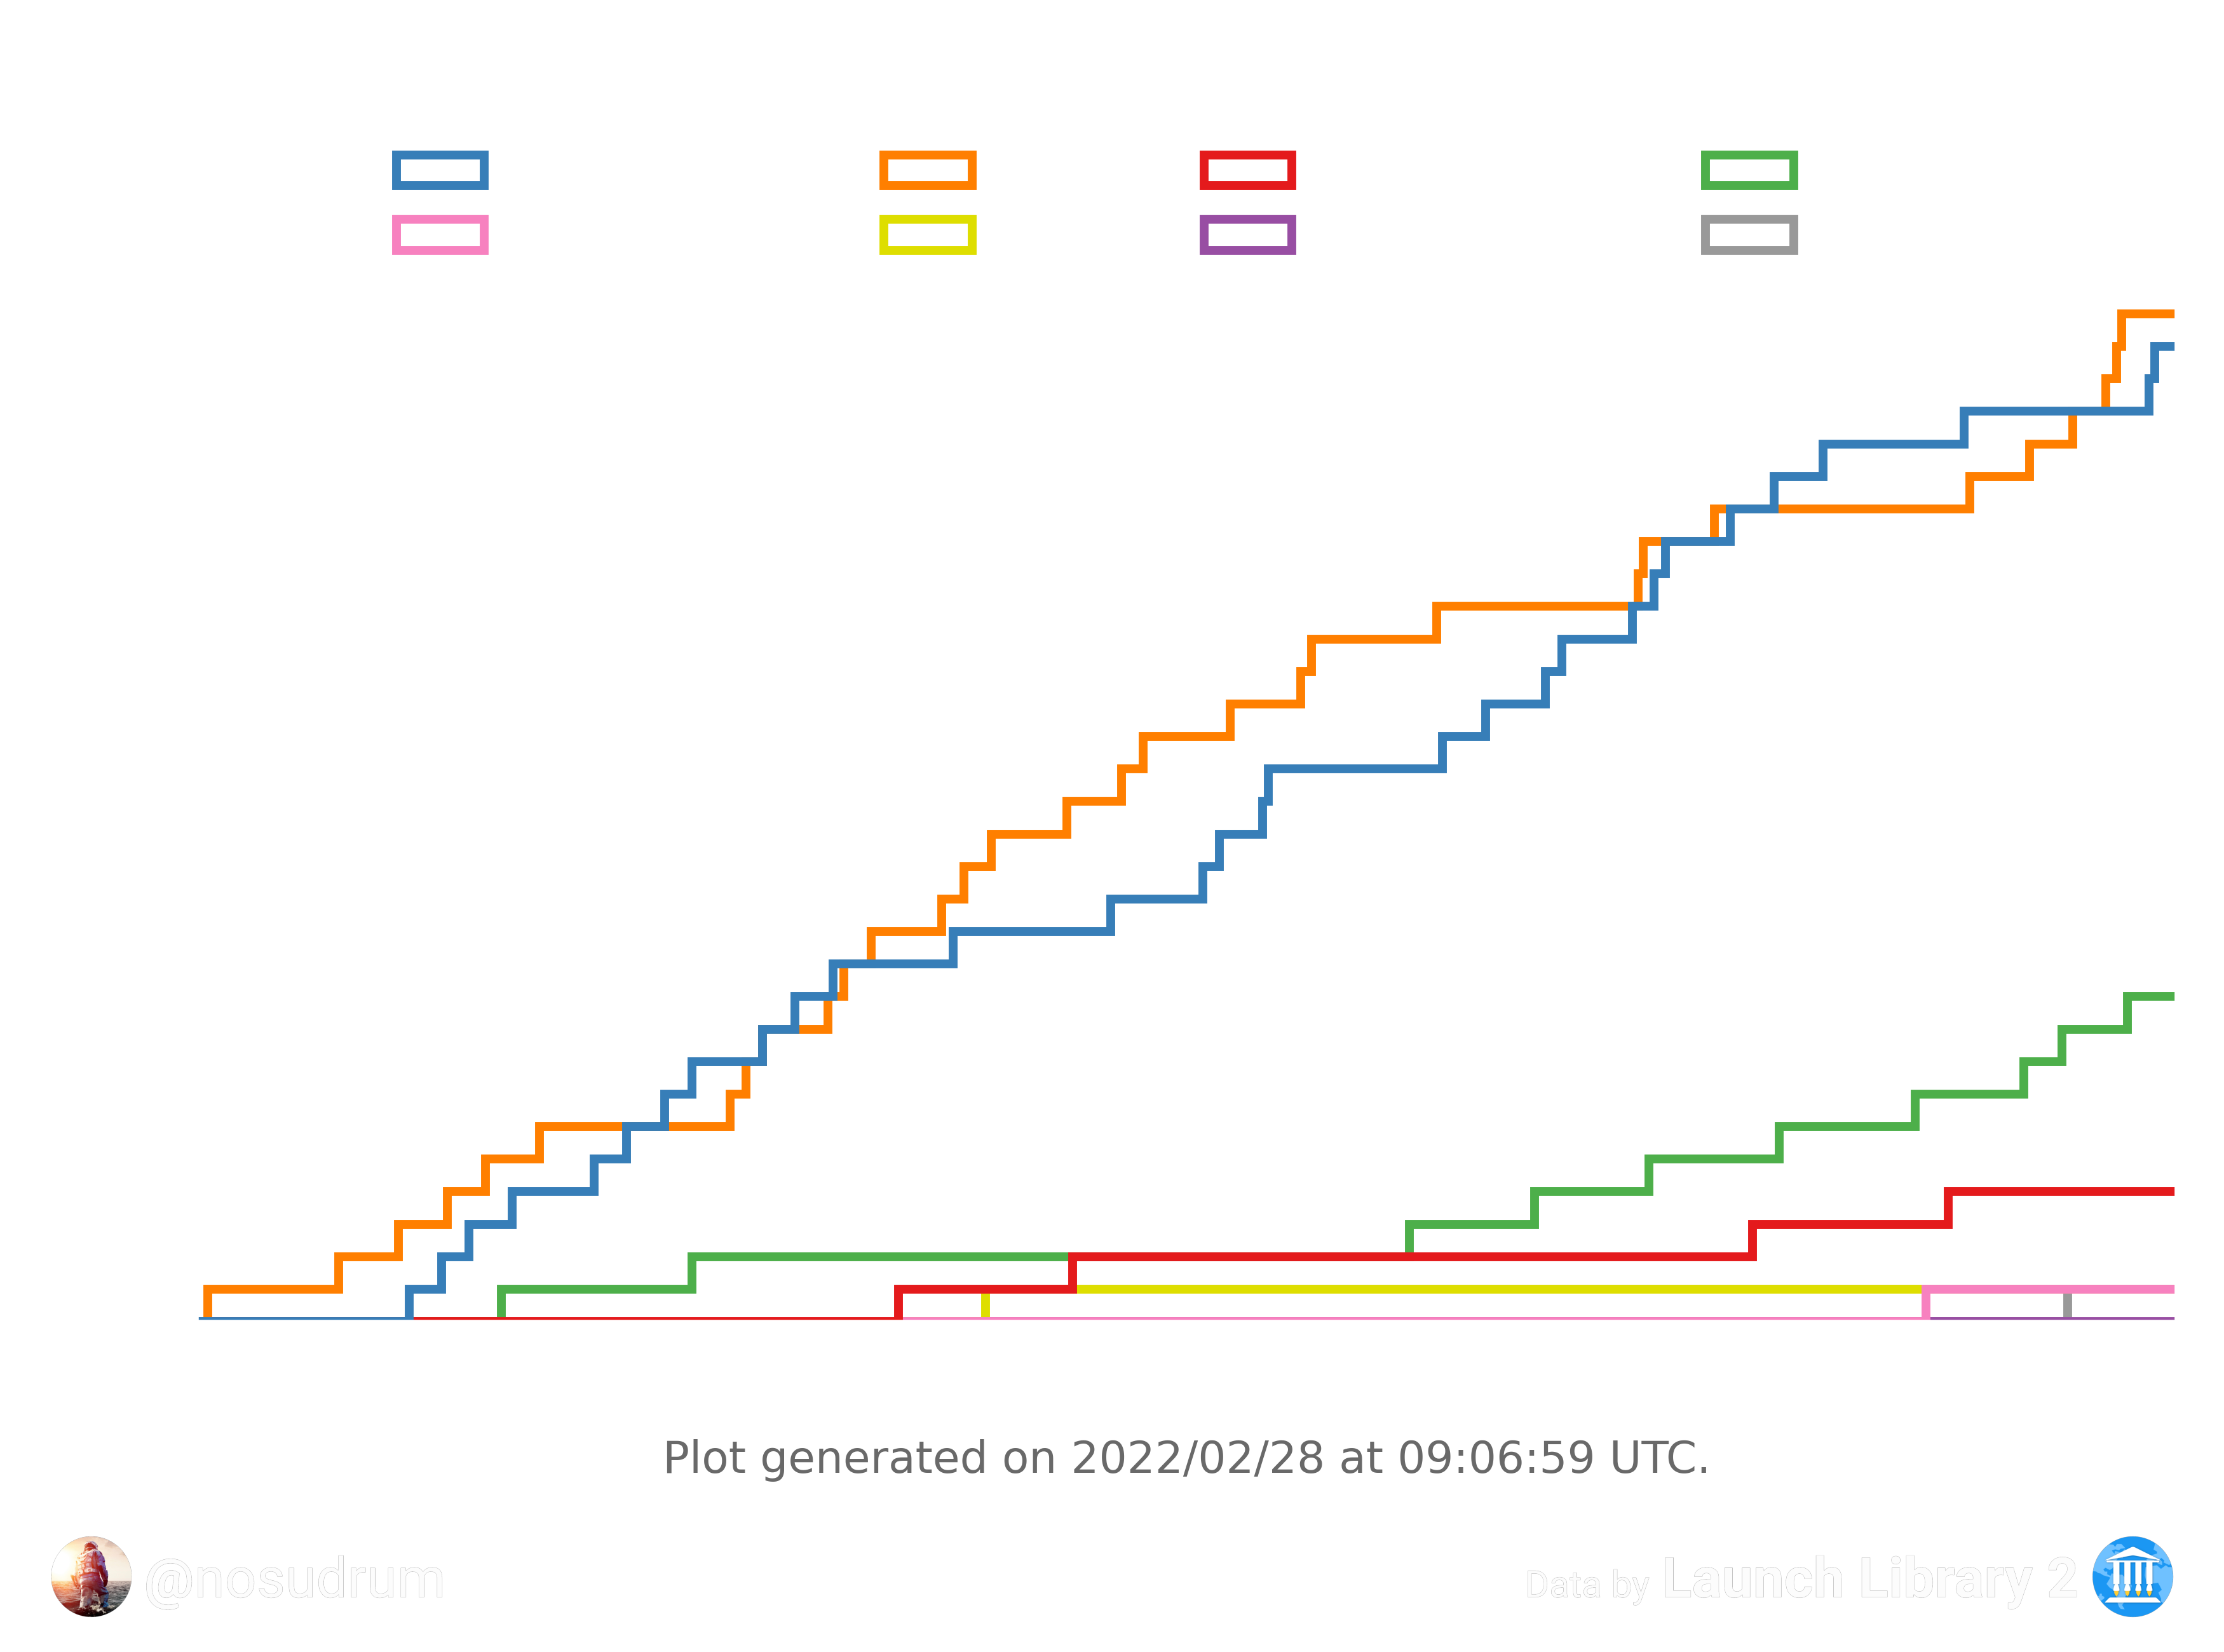 Plot generated on 2022/02/28 at 09:06:59 UTC.
@nosudrum
Data by Launch Library 2